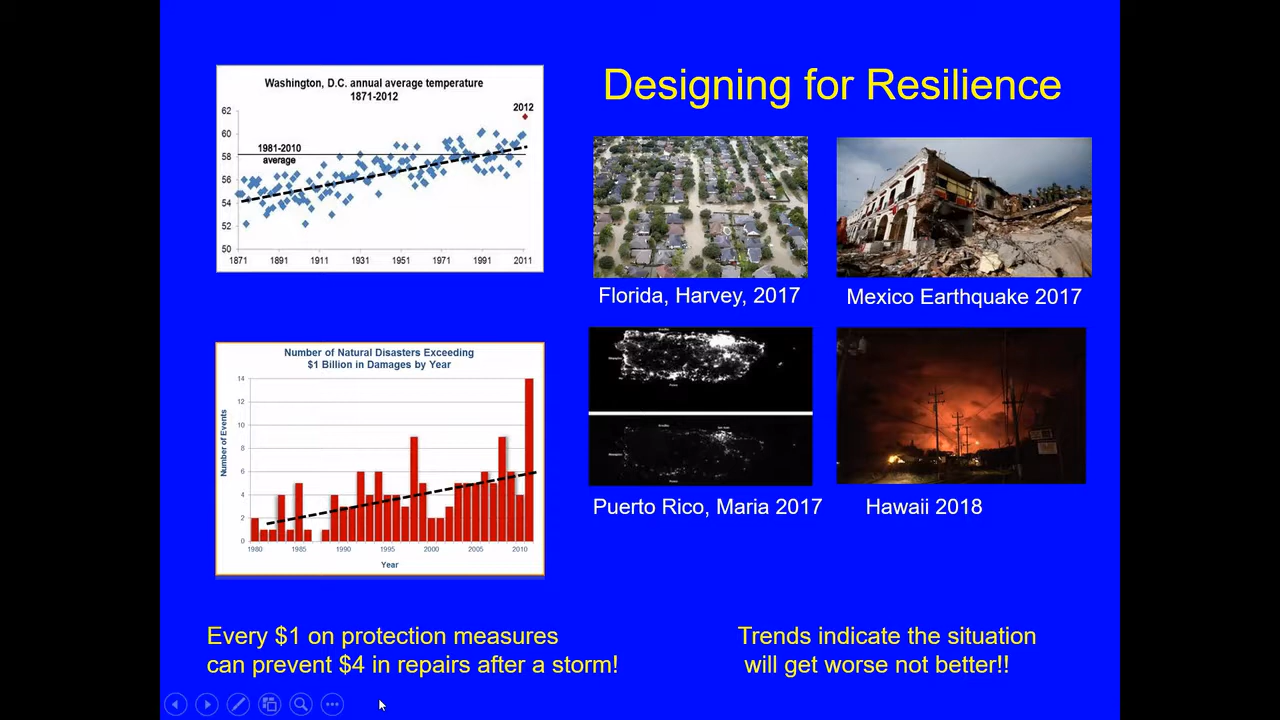 Designing for Resilience
Washington, D.C. annual average temperature
1871-2012
2012
62
60
58
56
54
52
50
1981-2010
average
1871
1891
1911
1931
1951
1971
1991
2011
Florida, Harvey, 2017
Mexico Earthquake 2017
Puerto Rico, Maria 2017
Hawaii 2018
Number of Natural Disasters Exceeding
$1 Billion in Damages by Year
Number of Events
14
12
10
8
6
4
2
0
1980
1985
1990
1995
2000
2005
2010
Year
Every $1 on protection measures
can prevent $4 in repairs after a storm!
Trends indicate the situation
will get worse not better!!